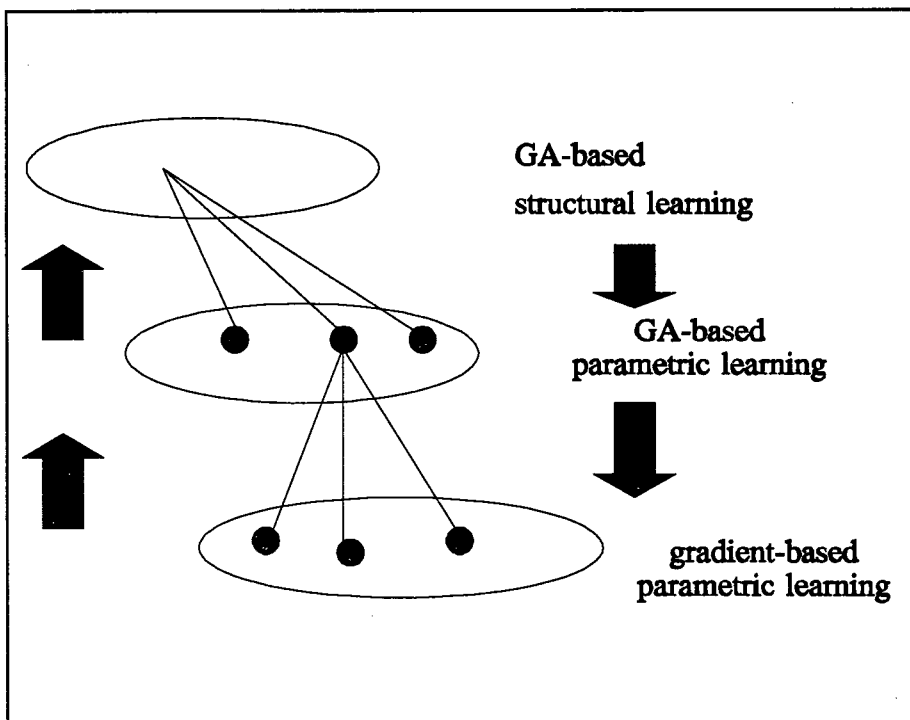 GA-based
structural learning
GA-based
parametric learning
gradient-based
parametric learning